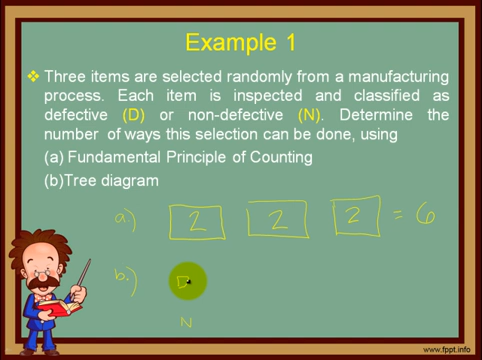 Example 1
Three items are selected randomly from a manufacturing
process. Each item is inspected and classified as
defective (D) or non-defective (N). Determine the
number of ways this selection can be done, using
(a) Fundamental Principle of Counting
(b)Tree diagram
a.) 2 2 2 = 6
b.) D
N
www.fppt.info